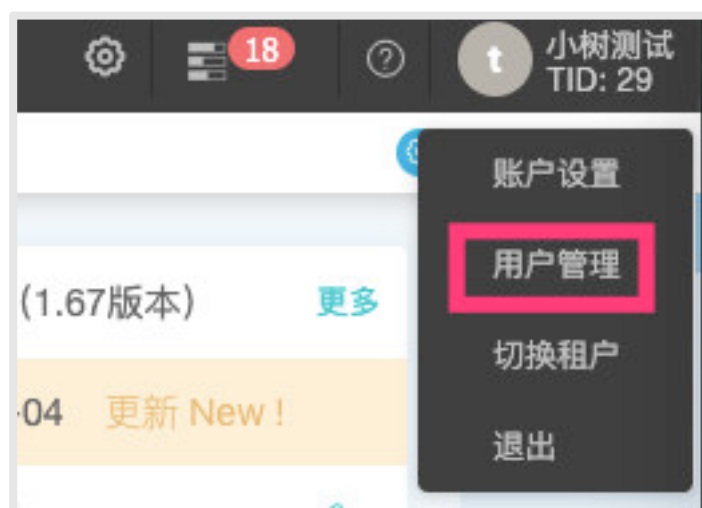 18
t
小树测试
TID: 29
账户设置
用户管理
(1.67版本)
更多
切换租户
-04
更新 New !
退出